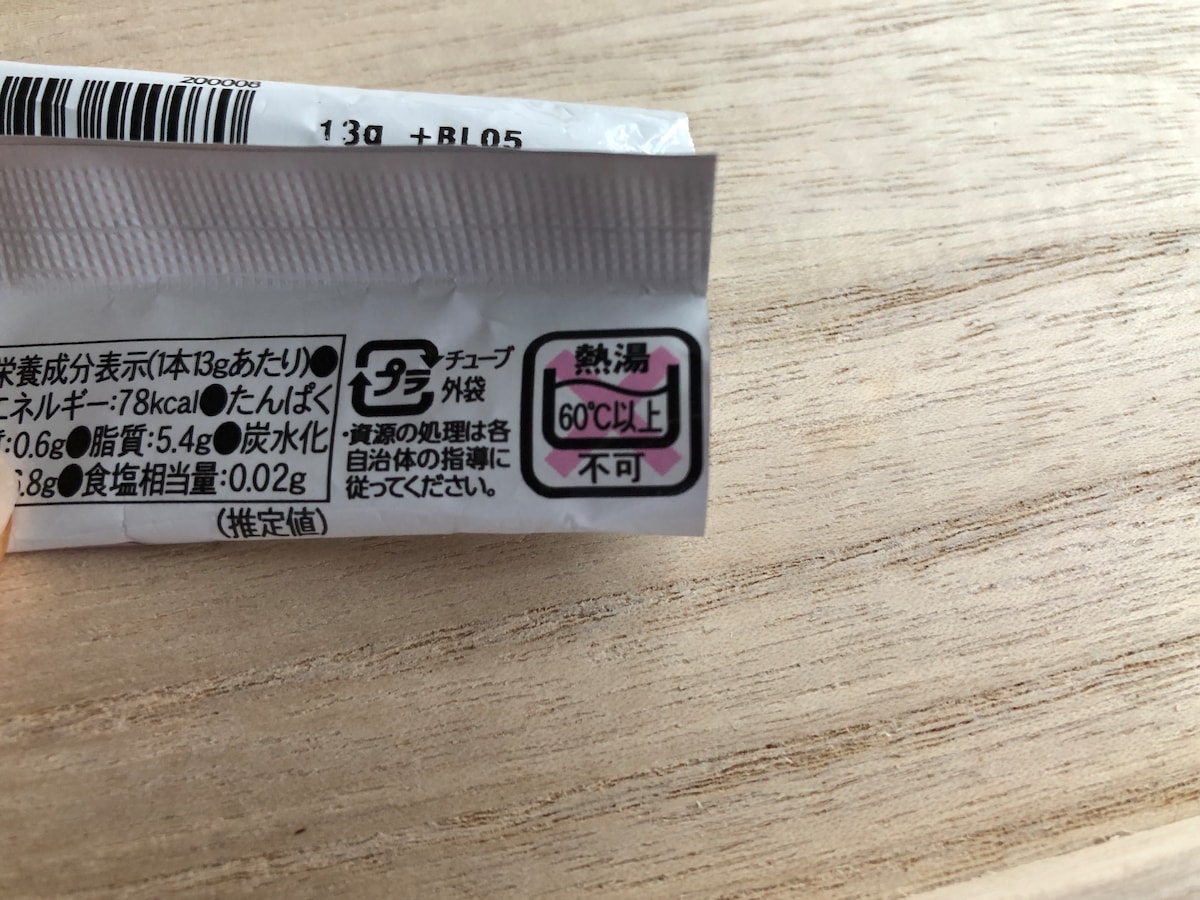 200008
13g +BL05
栄養成分表示(1本13gあたり)●
エネルギー:78kcal●たんぱく
:0.6g●脂質:5.4g●炭水化
.8g●食塩相当量:0.02g
(推定値)
プラ
チューブ
外袋
・資源の処理は各
自治体の指導に
従ってください。
熱湯
60℃以上
不可